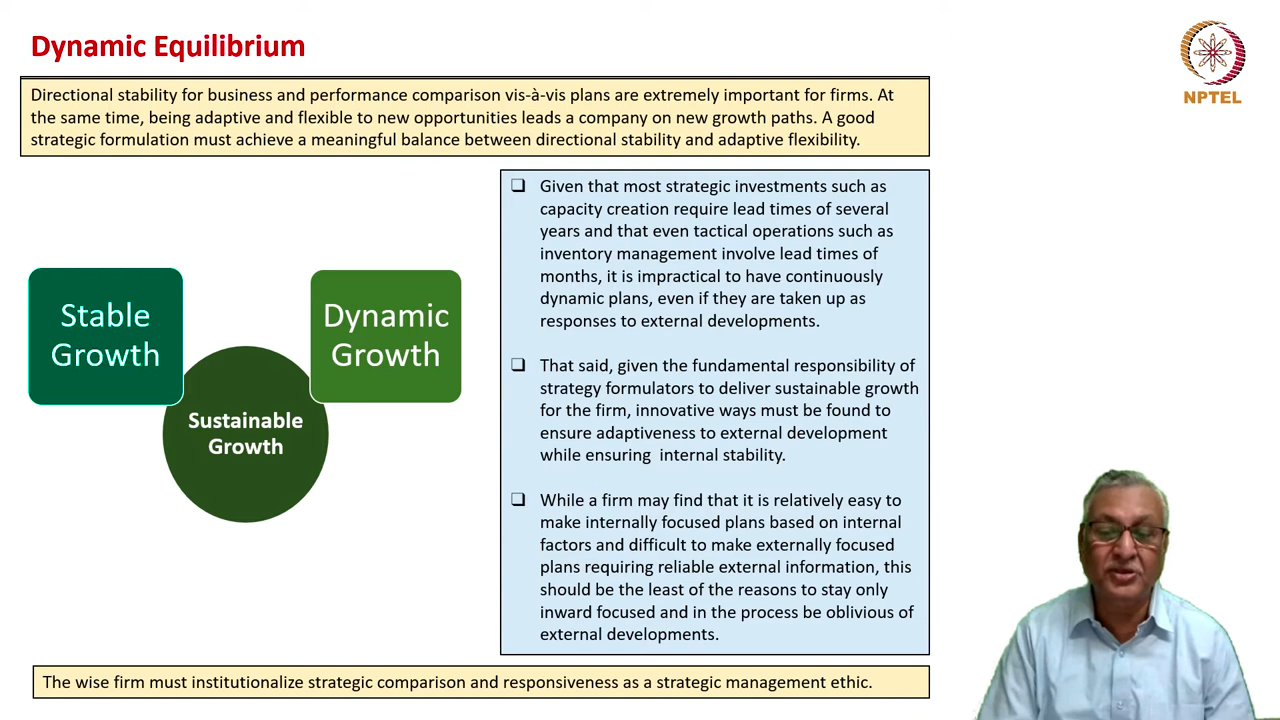 Dynamic Equilibrium
NPTEL
Directional stability for business and performance comparison vis-à-vis plans are extremely important for firms. At
the same time, being adaptive and flexible to new opportunities leads a company on new growth paths. A good
strategic formulation must achieve a meaningful balance between directional stability and adaptive flexibility.
Stable
Growth
Dynamic
Growth
Sustainable
Growth
❑ Given that most strategic investments such as
capacity creation require lead times of several
years and that even tactical operations such as
inventory management involve lead times of
months, it is impractical to have continuously
dynamic plans, even if they are taken up as
responses to external developments.
❑ That said, given the fundamental responsibility of
strategy formulators to deliver sustainable growth
for the firm, innovative ways must be found to
ensure adaptiveness to external development
while ensuring internal stability.
❑ While a firm may find that it is relatively easy to
make internally focused plans based on internal
factors and difficult to make externally focused
plans requiring reliable external information, this
should be the least of the reasons to stay only
inward focused and in the process be oblivious of
external developments.
The wise firm must institutionalize strategic comparison and responsiveness as a strategic management ethic.